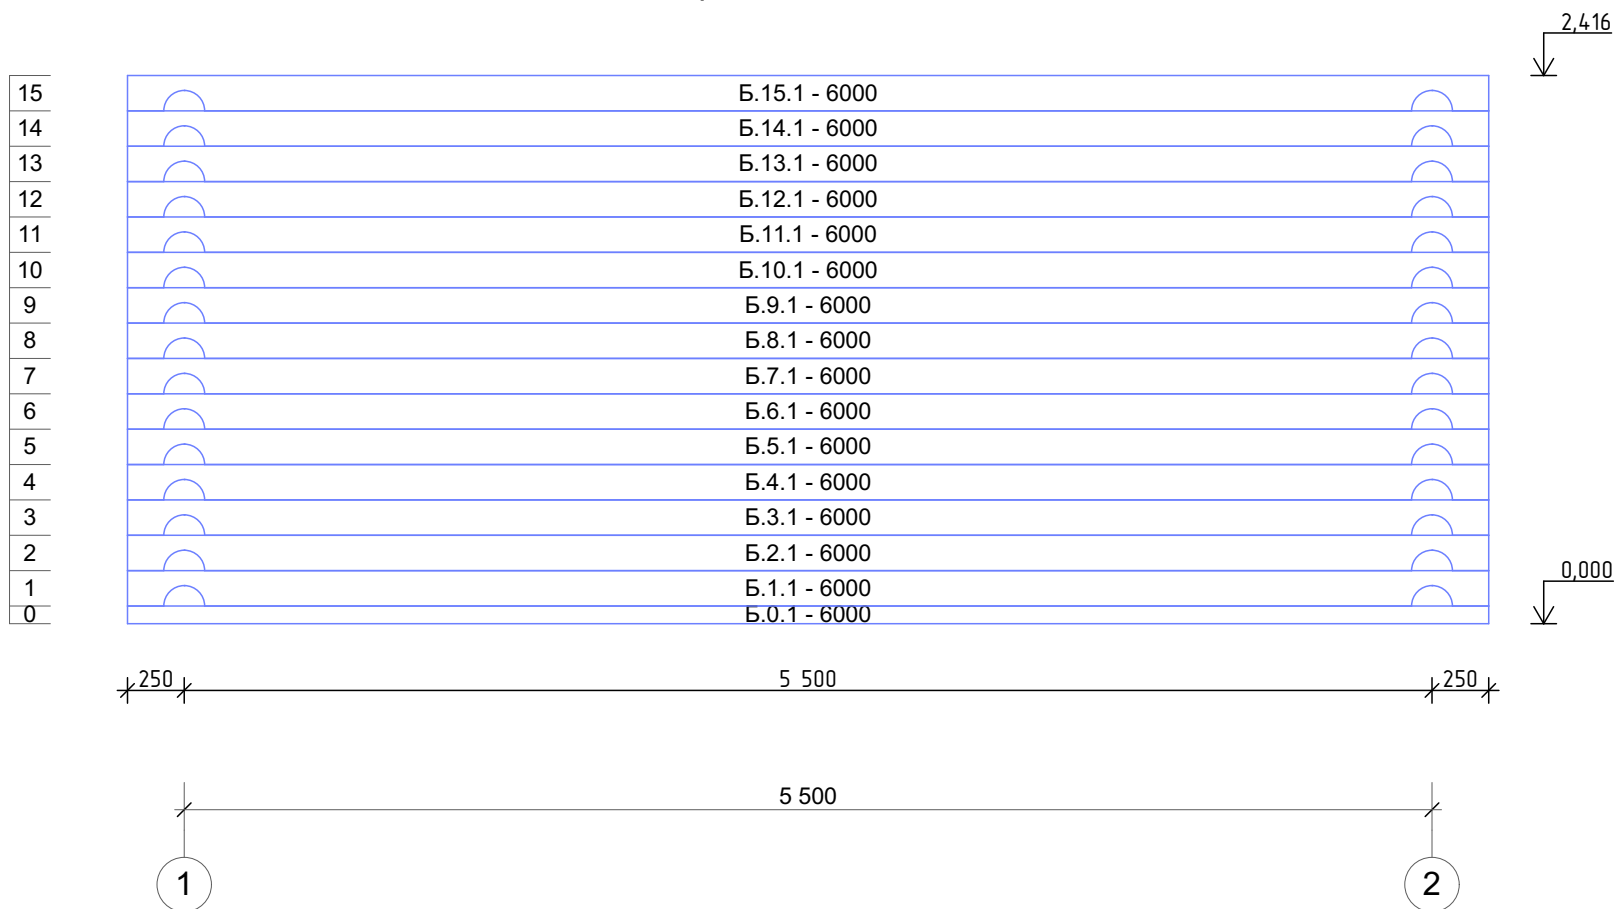 2,416
15 Б.15.1 - 6000
14 Б.14.1 - 6000
13 Б.13.1 - 6000
12 Б.12.1 - 6000
11 Б.11.1 - 6000
10 Б.10.1 - 6000
9 Б.9.1 - 6000
8 Б.8.1 - 6000
7 Б.7.1 - 6000
6 Б.6.1 - 6000
5 Б.5.1 - 6000
4 Б.4.1 - 6000
3 Б.3.1 - 6000
2 Б.2.1 - 6000
0,000
1 Б.1.1 - 6000
0 Б.0.1 - 6000
250 5 500 250
5 500
1 2